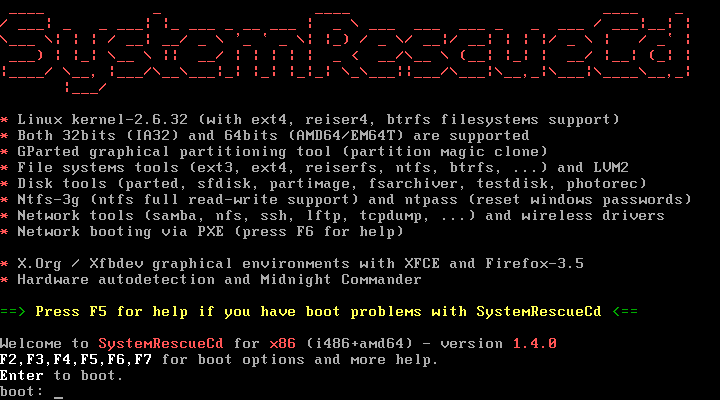 SystemRescueCd
* Linux kernel-2.6.32 (with ext4, reiser4, btrfs filesystems support)
* Both 32bits (IA32) and 64bits (AMD64/EM64T) are supported
* GParted graphical partitioning tool (partition magic clone)
* File systems tools (ext3, ext4, reiserfs, ntfs, btrfs, ...) and LVM2
* Disk tools (parted, sfdisk, partimage, fsarchiver, testdisk, photorec)
* Ntfs-3g (ntfs full read-write support) and ntpass (reset windows passwords)
* Network tools (samba, nfs, ssh, lftp, tcpdump, ...) and wireless drivers
* Network booting via PXE (press F6 for help)
* X.Org / Xfbdev graphical environments with XFCE and Firefox-3.5
* Hardware autodetection and Midnight Commander
==> Press F5 for help if you have boot problems with SystemRescueCd <==
Welcome to SystemRescueCd for x86 (i486+amd64) - version 1.4.0
F2,F3,F4,F5,F6,F7 for boot options and more help.
Enter to boot.
boot: _